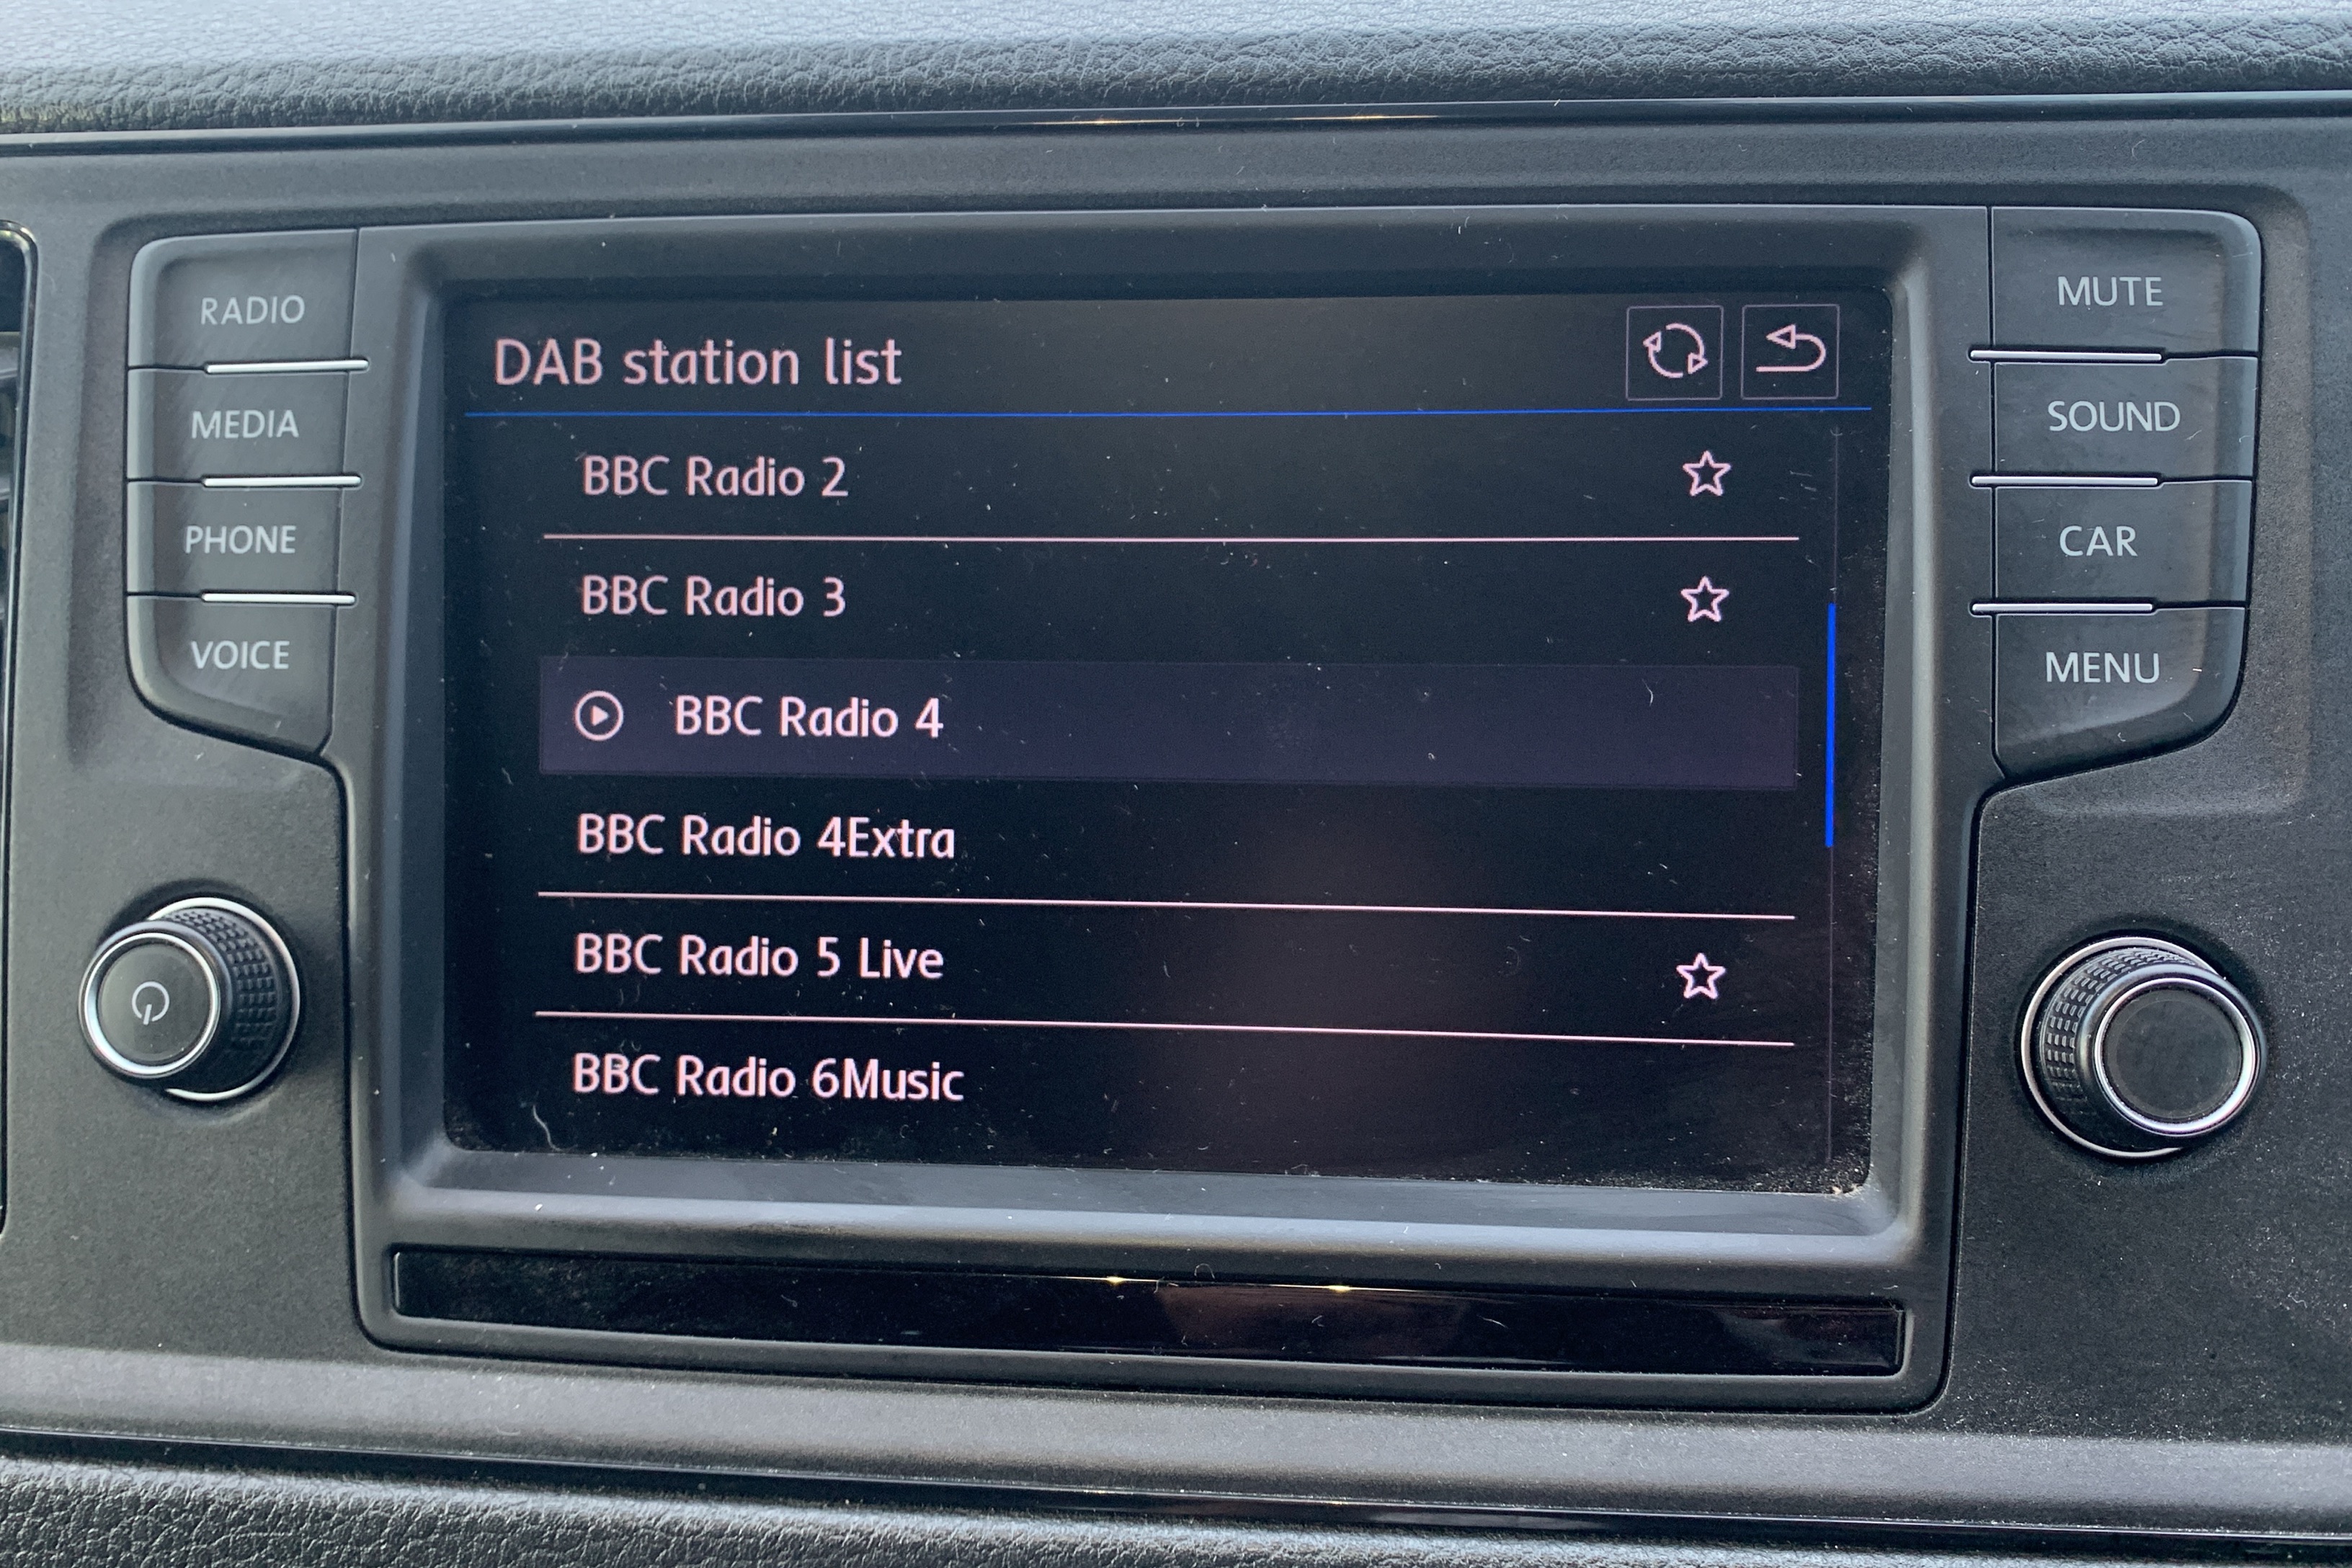 RADIO
MEDIA
PHONE
VOICE
DAB station list
BBC Radio 2
BBC Radio 3
BBC Radio 4
BBC Radio 4Extra
BBC Radio 5 Live
BBC Radio 6Music
MUTE
SOUND
CAR
MENU